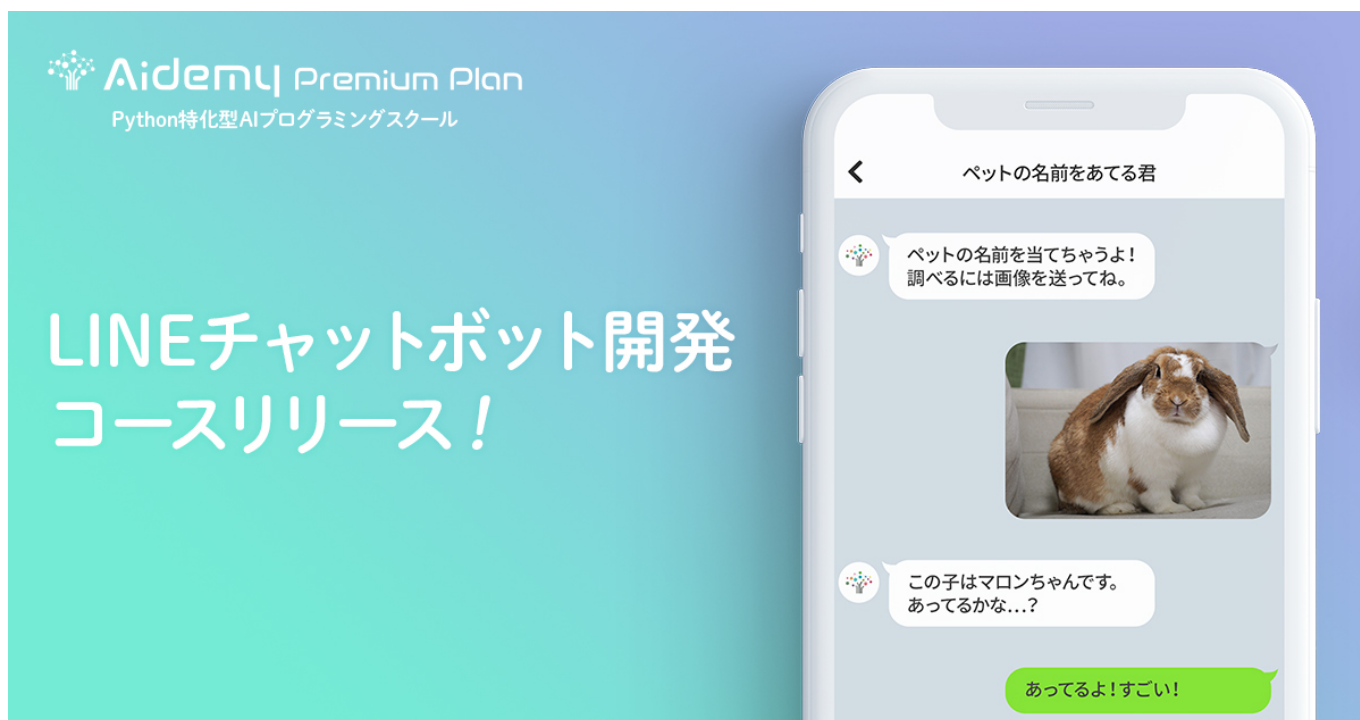 Aidemy Premium Plan
Python特化型AIプログラミングスクール
LINEチャットボット開発
コースリリース!
ペットの名前をあてる君
ペットの名前を当てちゃうよ!
調べるには画像を送ってね。
この子はマロンちゃんです。
あってるかな...?
あってるよ!すごい!